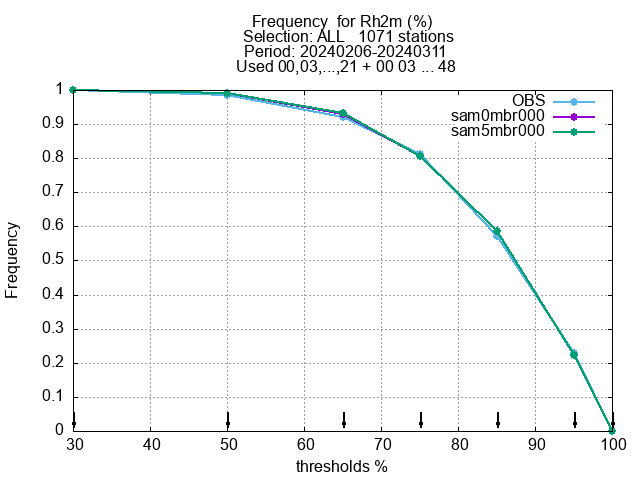 Frequency  for Rh2m (%)
Selection: ALL   1071 stations
Period: 20240206-20240311
Used 00,03,...,21 + 00 03 ... 48
OBS
sam0mbr000
sam5mbr000
1
0.9
0.8
0.7
0.6
0.5
0.4
0.3
0.2
0.1
0
Frequency
30 40 50 60 70 80 90 100
thresholds %